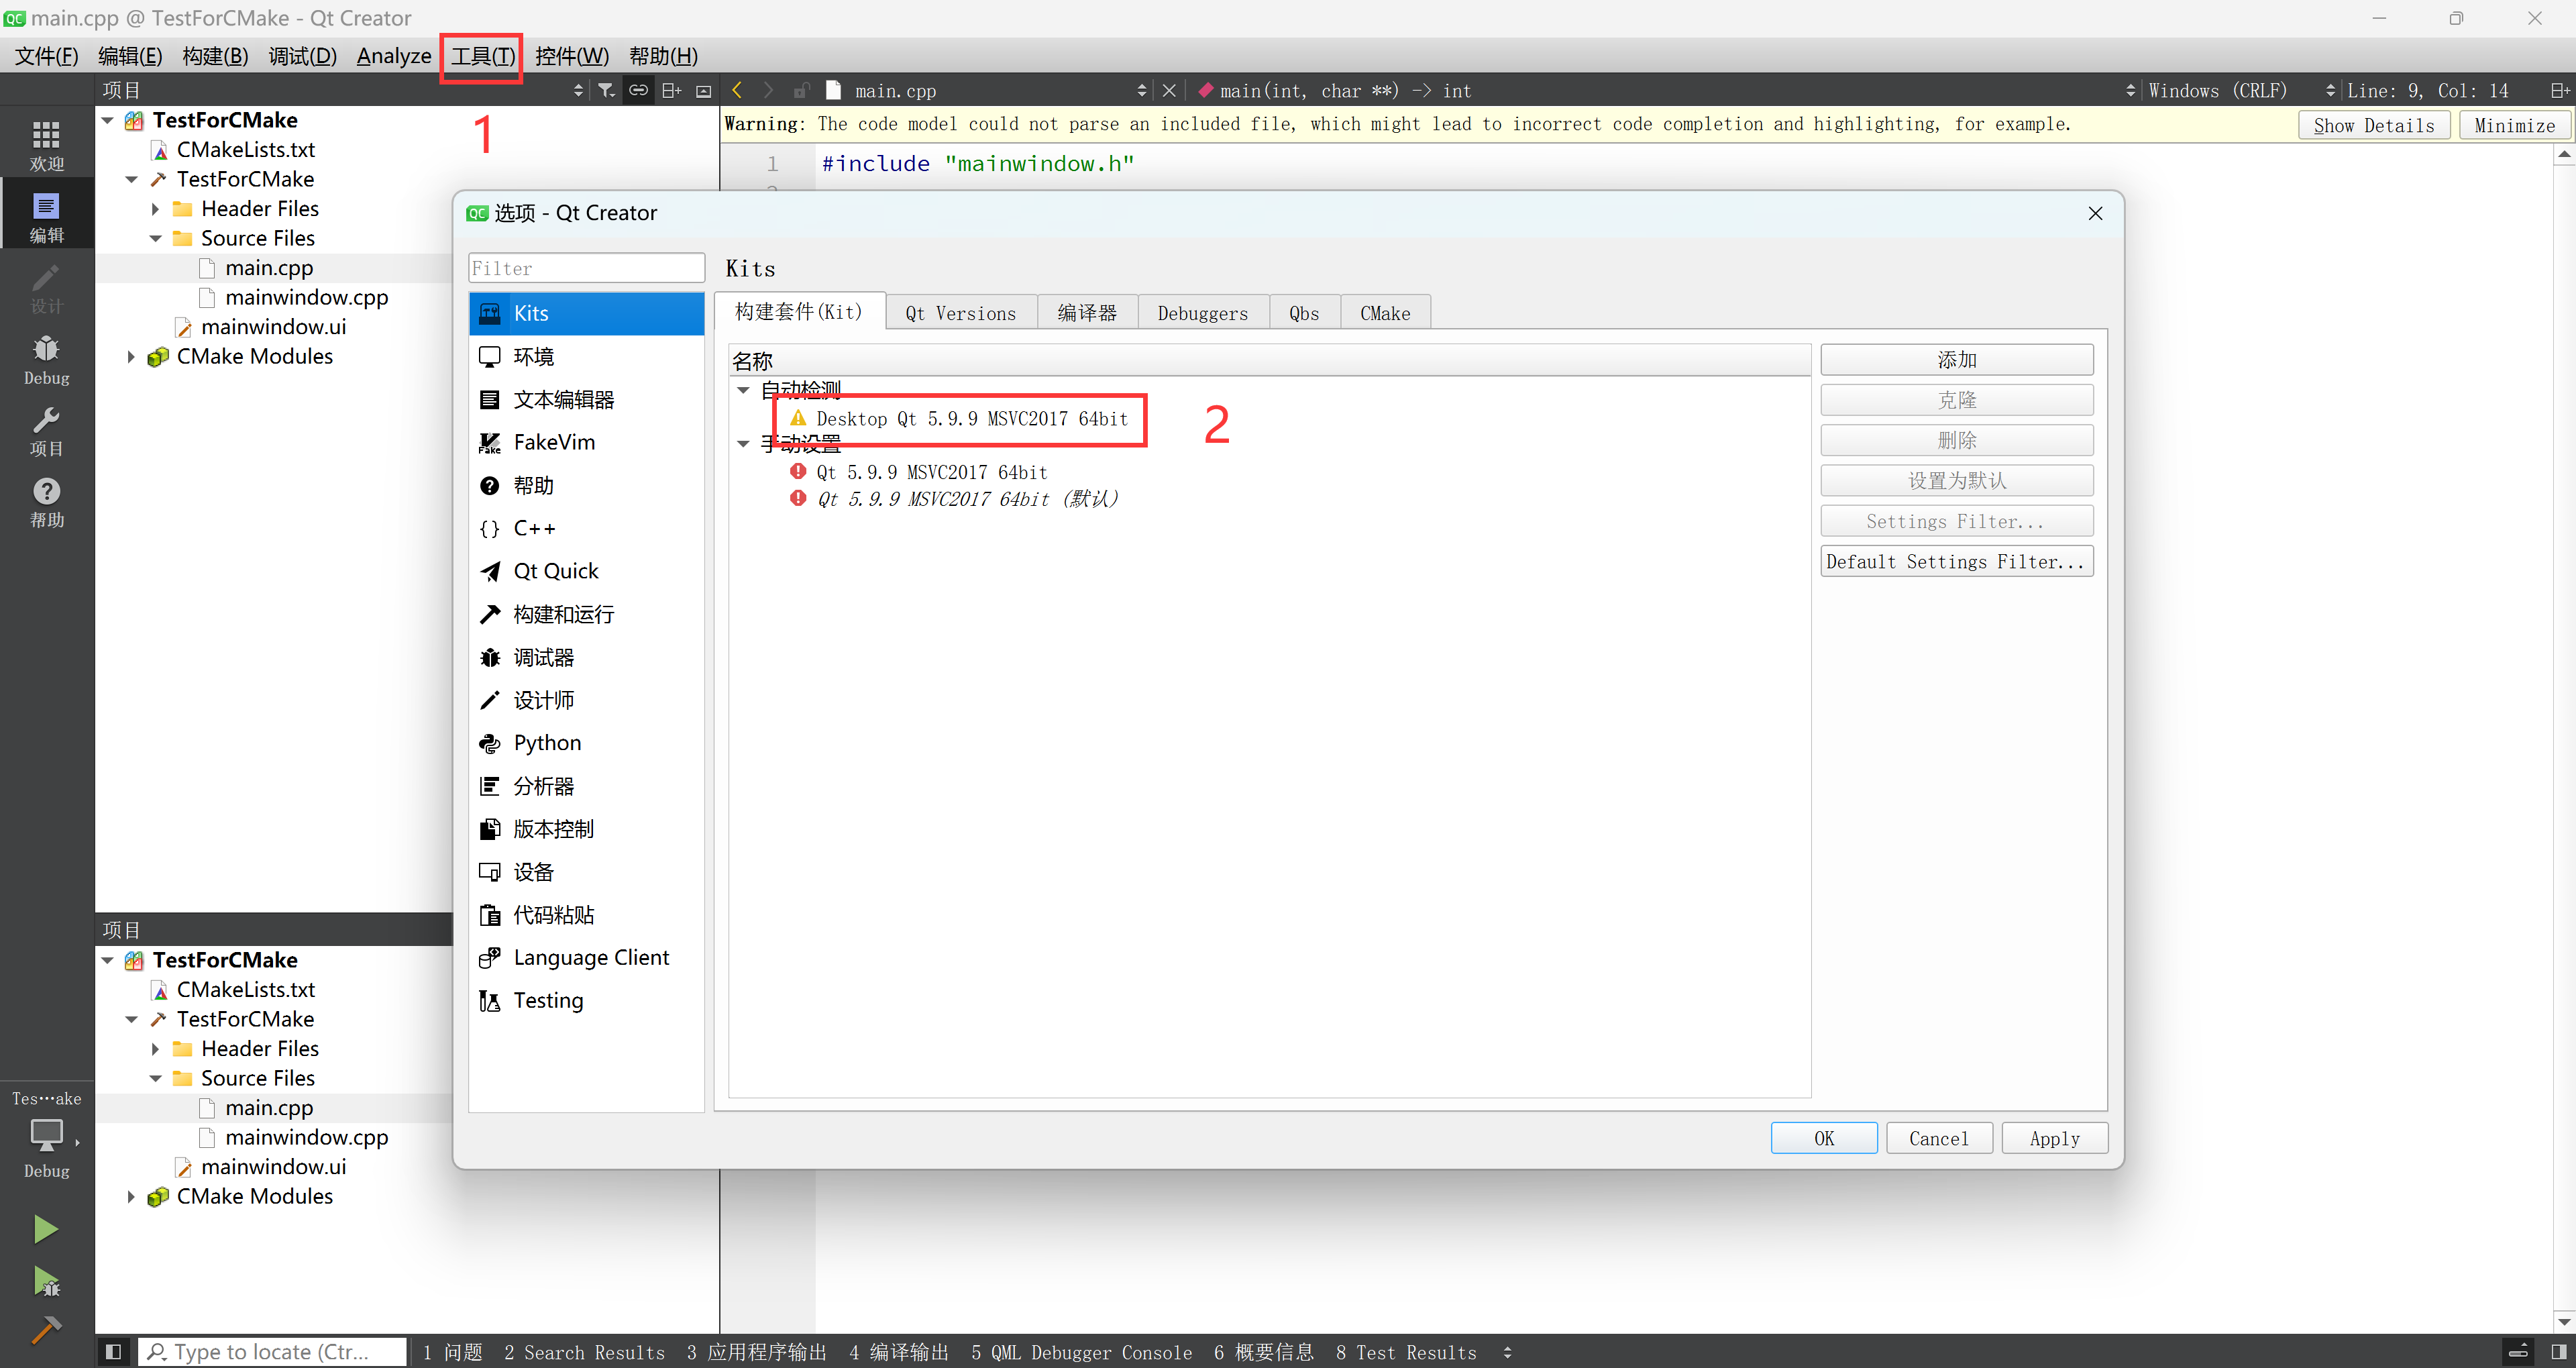 main.cpp @ TestForCMake - Qt Creator
文件(F) 编辑(E) 构建(B) 调试(D) Analyze 工具(T) 控件(W) 帮助(H)
项目
main.cpp
main(int, char **) -> int
Windows (CRLF)
Line: 9, Col: 14
1
Warning: The code model could not parse an included file, which might lead to incorrect code completion and highlighting, for example.
Show Details
Minimize
1 #include "mainwindow.h"
欢迎
编辑
设计
Debug
项目
帮助
TestForCMake
CMakeLists.txt
TestForCMake
Header Files
Source Files
main.cpp
mainwindow.cpp
mainwindow.ui
CMake Modules
选项 - Qt Creator
Filter
Kits
环境
文本编辑器
FakeVim
帮助
C++
Qt Quick
构建和运行
调试器
设计师
Python
分析器
版本控制
设备
代码粘贴
Language Client
Testing
Kits
构建套件(Kit)
Qt Versions
编译器
Debuggers
Qbs
CMake
名称
自动检测
Desktop Qt 5.9.9 MSVC2017 64bit
2
手动设置
Qt 5.9.9 MSVC2017 64bit
Qt 5.9.9 MSVC2017 64bit (默认)
添加
克隆
删除
设置为默认
Settings Filter...
Default Settings Filter...
OK
Cancel
Apply
项目
TestForCMake
CMakeLists.txt
TestForCMake
Header Files
Source Files
main.cpp
mainwindow.cpp
mainwindow.ui
CMake Modules
Tes···ake
Debug
Type to locate (Ctr...
1 问题
2 Search Results
3 应用程序输出
4 编译输出
5 QML Debugger Console
6 概要信息
8 Test Results